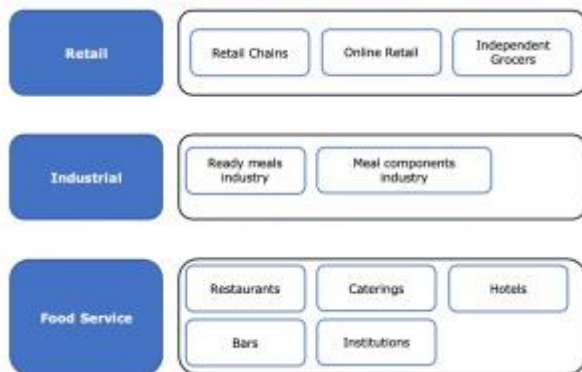 Retail
Retail Chains
Online Retail
Independent
Grocers
Industrial
Ready meals
industry
Meal components
industry
Food Service
Restaurants
Caterings
Hotels
Bars
Institutions